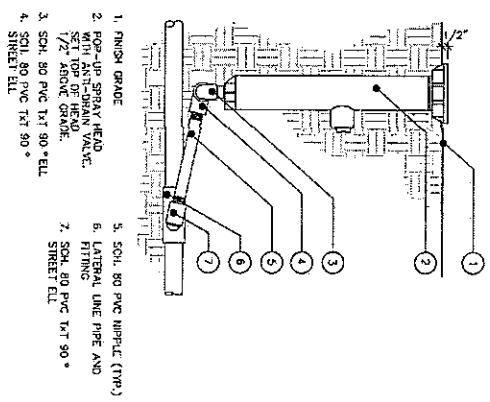 1/2"
1
2
3
4
5
6
7
1. FINISH GRADE
2. POP-UP SPRAY HEAD
WITH ANTI-DRAIN VALVE.
SET TOP OF HEAD
1/2" ABOVE GRADE.
3. SCH. 80 PVC TxT 90 ° ELL
4. SCH. 80 PVC TxT 90 °
STREET ELL
5. SCH. 80 PVC NIPPLE (TYP.)
6. LATERAL LINE PIPE AND
FITTING
7. SCH. 80 PVC TxT 90 °
STREET ELL